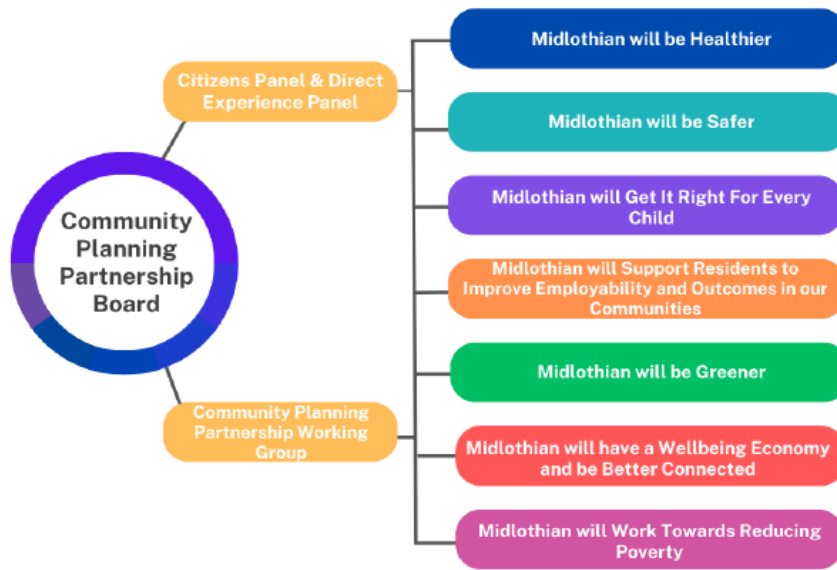 Citizens Panel & Direct
Experience Panel
Community
Planning
Partnership
Board
Community Planning
Partnership Working
Group
Midlothian will be Healthier
Midlothian will be Safer
Midlothian will Get It Right For Every
Child
Midlothian will Support Residents to
Improve Employability and Outcomes in our
Communities
Midlothian will be Greener
Midlothian will have a Wellbeing Economy
and be Better Connected
Midlothian will Work Towards Reducing
Poverty